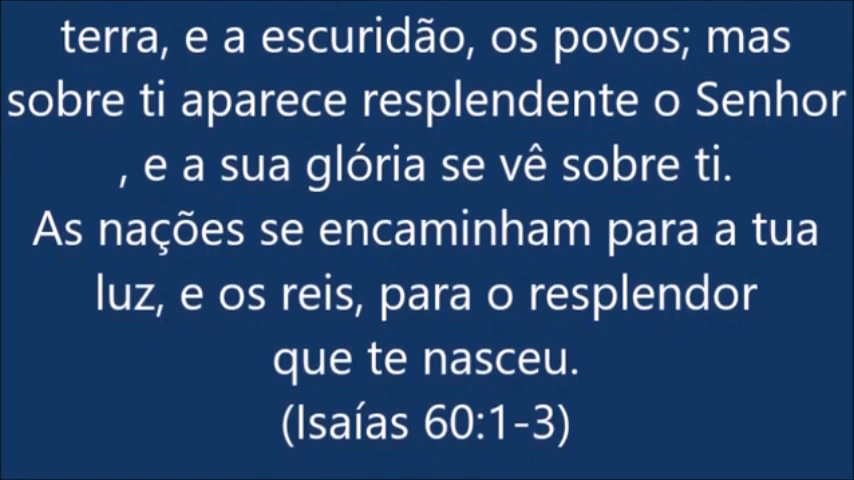 terra, e a escuridão, os povos; mas
sobre ti aparece resplendente o Senhor
, e a sua glória se vê sobre ti.
As nações se encaminham para a tua
luz, e os reis, para o resplendor
que te nasceu.
(Isaías 60:1-3)